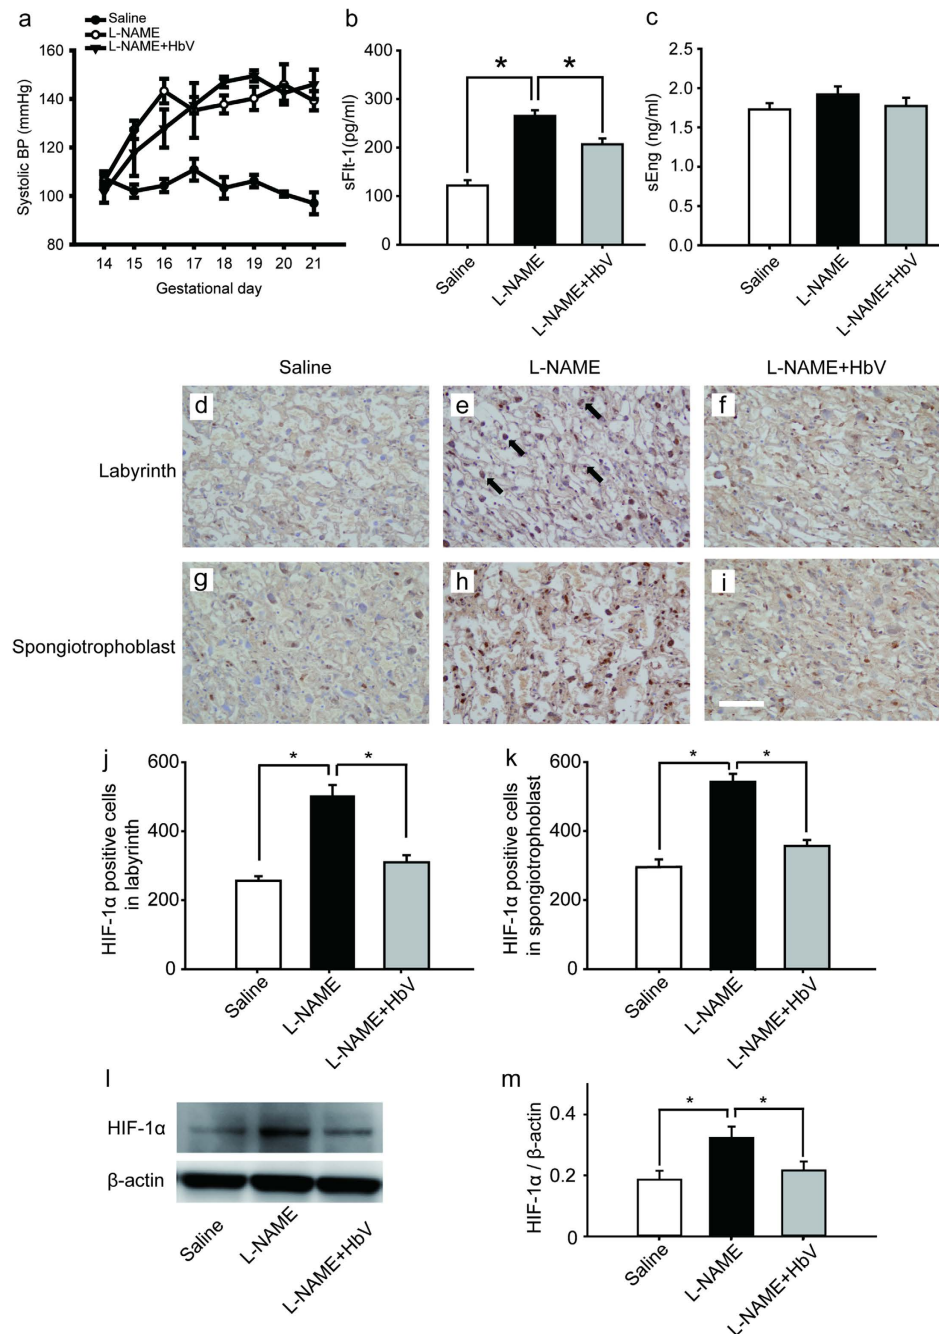 a
Saline
L-NAME
L-NAME+HbV
160
140
120
100
80
Systolic BP (mmHg)
14 15 16 17 18 19 20 21
Gestational day
b
400
300
200
100
0
sFlt-1(pg/ml)
* *
Saline
L-NAME
L-NAME+HbV
c
2.5
2.0
1.5
1.0
0.5
0.0
sEng (ng/ml)
Saline
L-NAME
L-NAME+HbV
Saline L-NAME L-NAME+HbV
Labyrinth
d e f
Spongiotrophoblast
g h i
j
600
400
200
0
HIF-1α positive cells
in labyrinth
* *
Saline
L-NAME
L-NAME+HbV
k
600
400
200
0
HIF-1α positive cells
in spongiotrophoblast
* *
Saline
L-NAME
L-NAME+HbV
l
HIF-1α
β-actin
Saline
L-NAME
L-NAME+HbV
m
0.4
0.2
0
HIF-1α / β-actin
* *
Saline
L-NAME
L-NAME+HbV